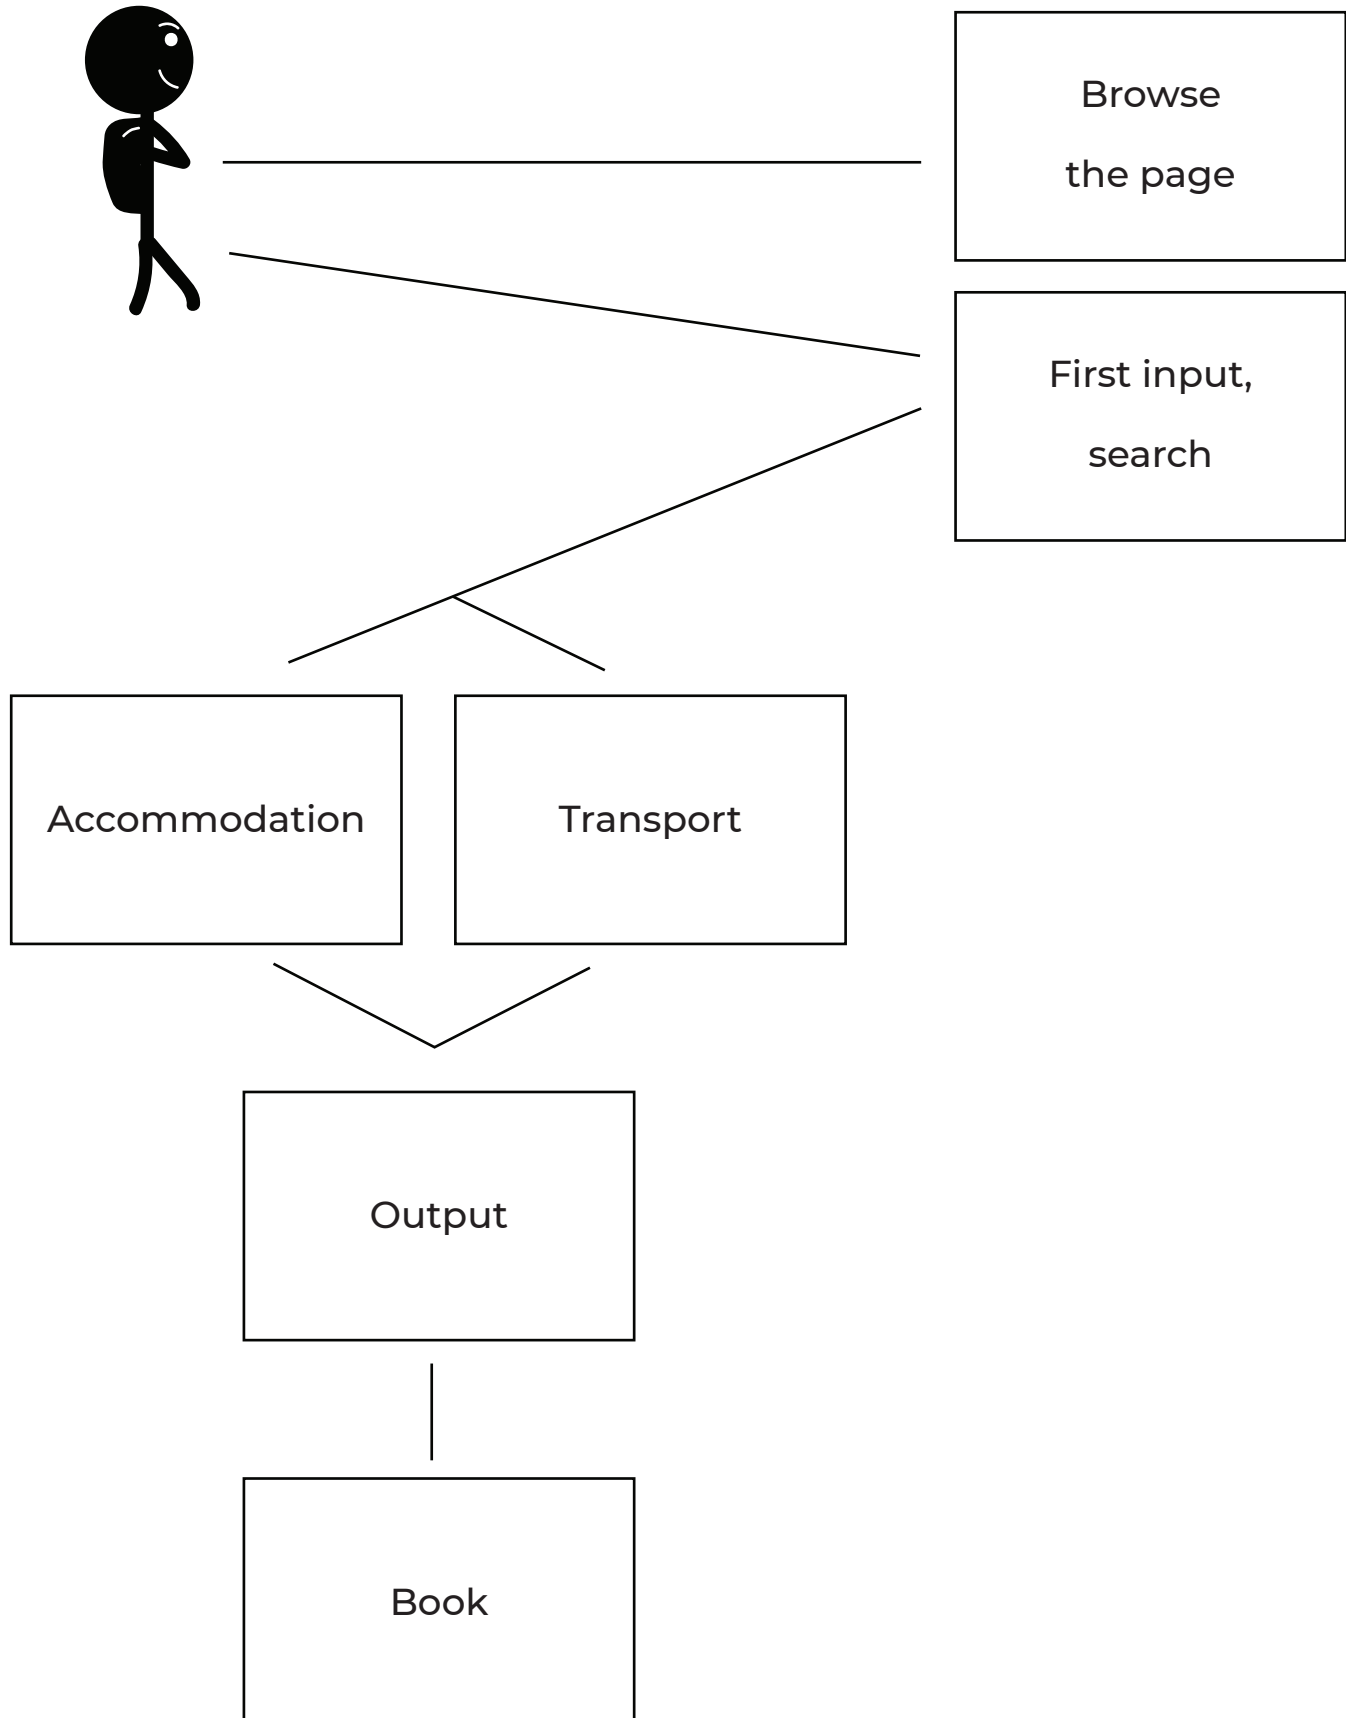 Browse
the page
First input,
search
Accommodation
Transport
Output
Book